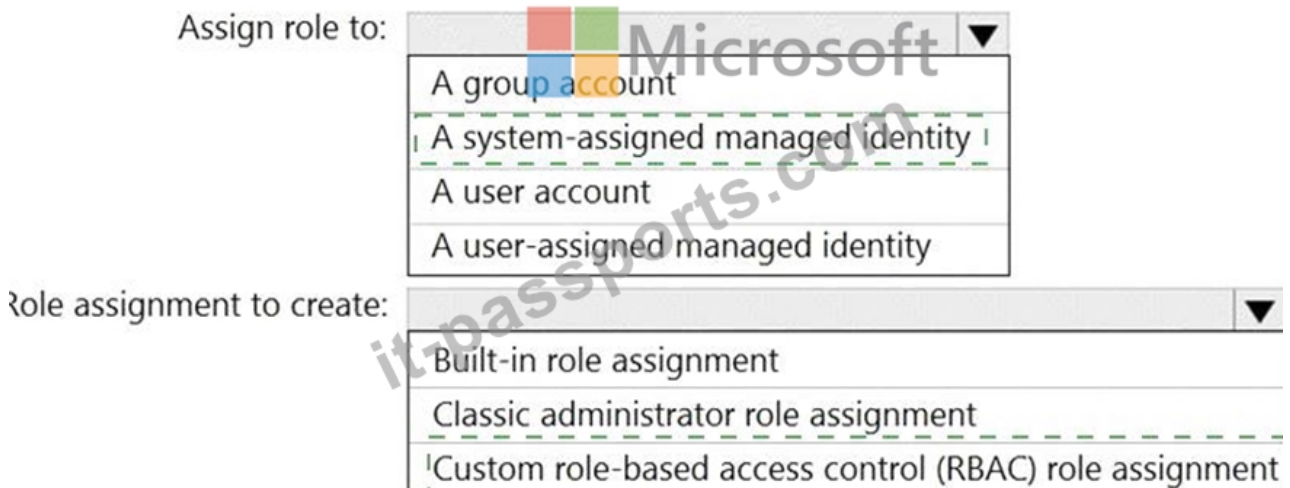 Assign role to:
Microsoft
A group account
A system-assigned managed identity
A user account
A user-assigned managed identity
it-passports.com
Role assignment to create:
Built-in role assignment
Classic administrator role assignment
Custom role-based access control (RBAC) role assignment